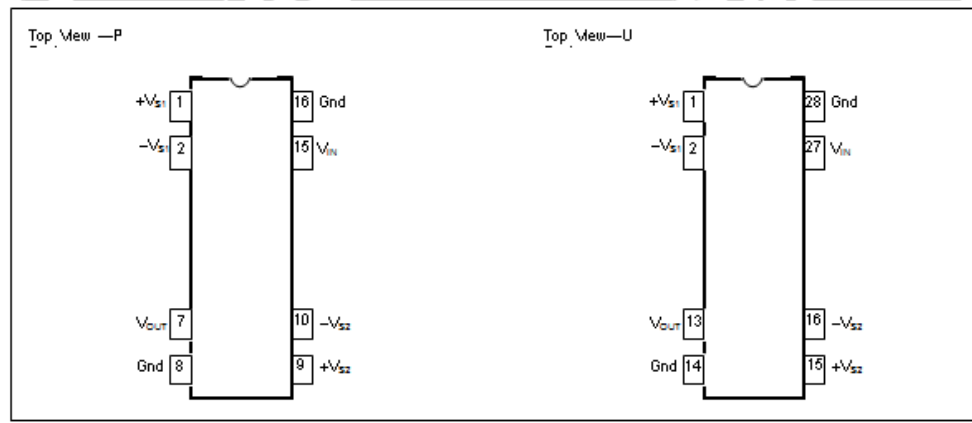 Top View —P
Top View—U
+VS1 1 16 Gnd
–VS1 2 15 VIN
VOUT 7 10 –VS2
Gnd 8 9 +VS2
+VS1 1 28 Gnd
–VS1 2 27 VIN
VOUT 13 16 –VS2
Gnd 14 15 +VS2